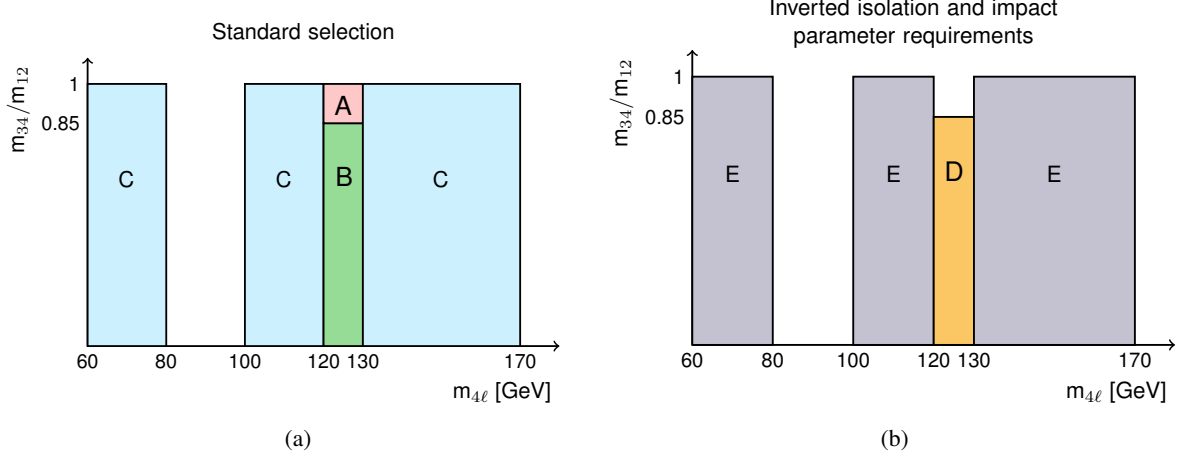 Standard selection
m₃₄/m₁₂
1
0.85
A
B
C
C
C
60
80
100
120
130
170
m₄ℓ [GeV]
(a)
Inverted isolation and impact
parameter requirements
m₃₄/m₁₂
1
0.85
E
E
D
E
60
80
100
120
130
170
m₄ℓ [GeV]
(b)